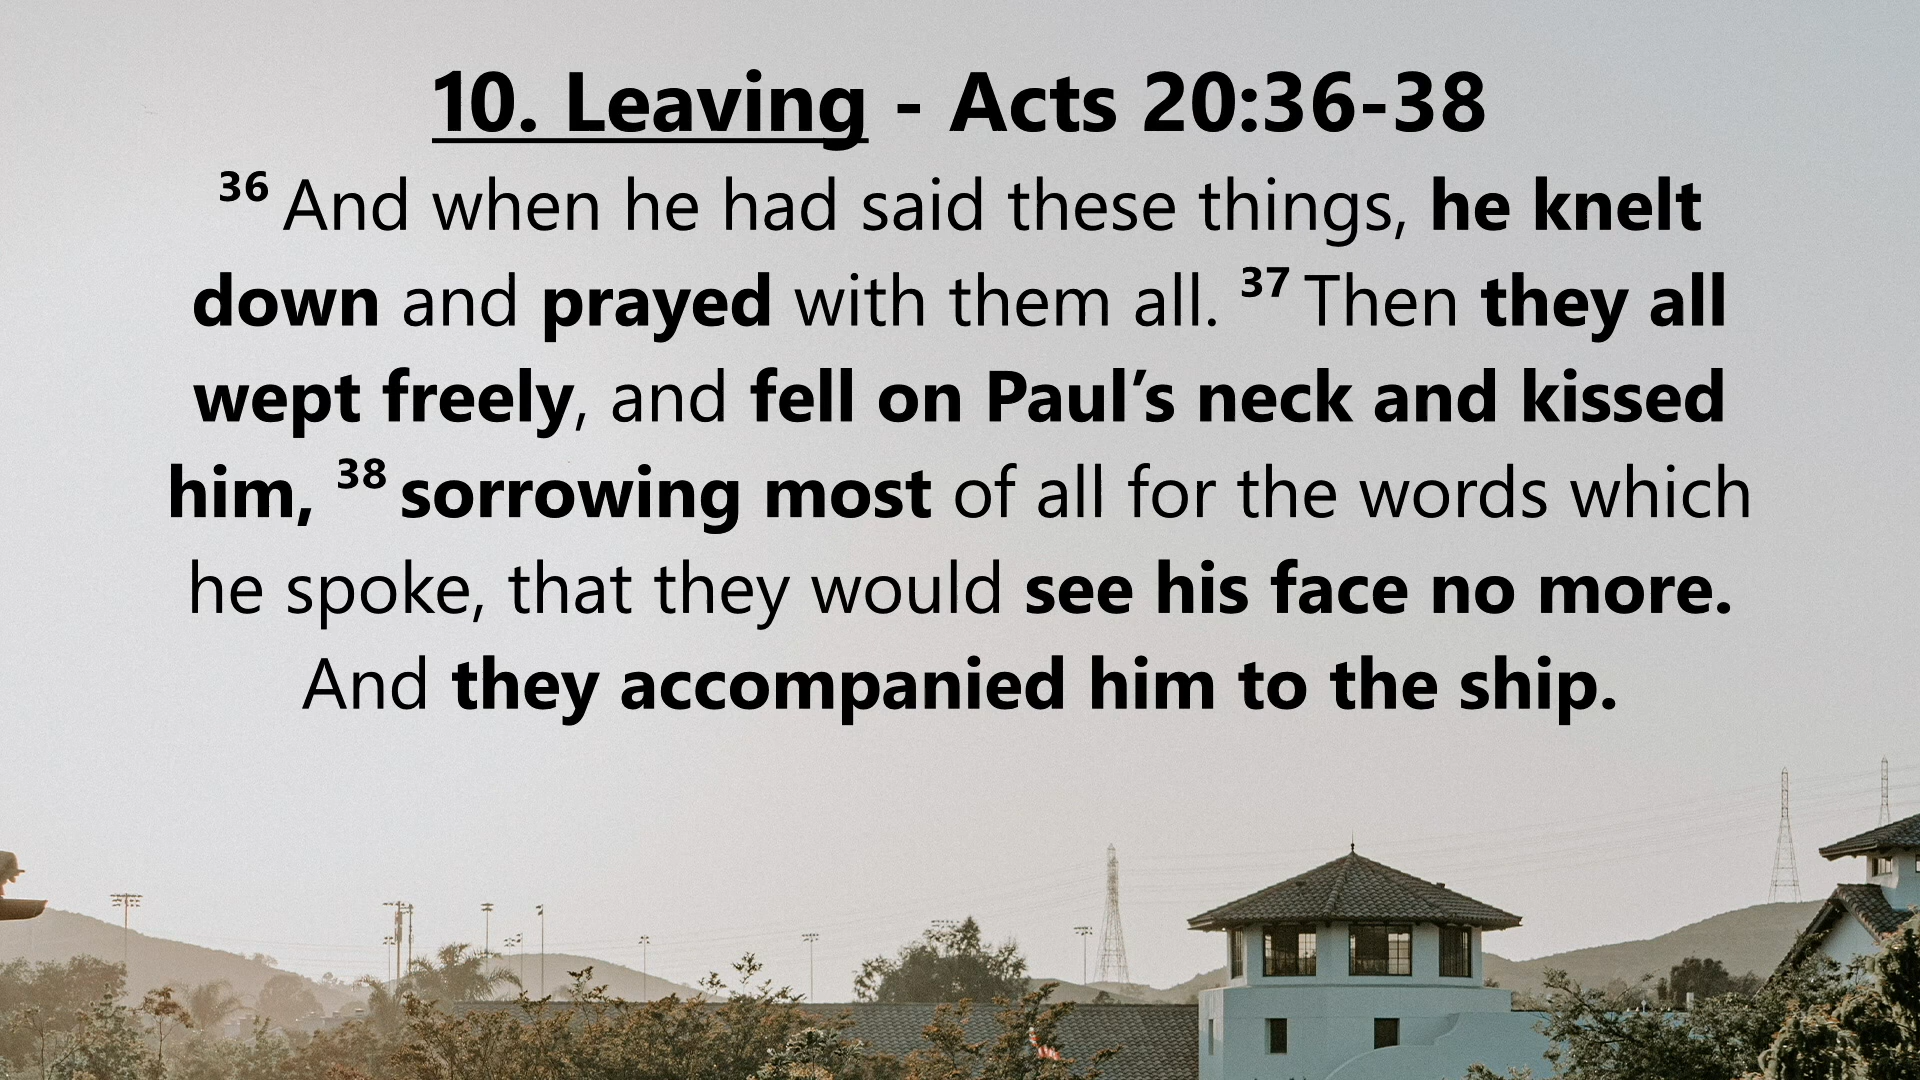 10. Leaving - Acts 20:36-38
36 And when he had said these things, he knelt
down and prayed with them all. 37 Then they all
wept freely, and fell on Paul’s neck and kissed
him, 38 sorrowing most of all for the words which
he spoke, that they would see his face no more.
And they accompanied him to the ship.